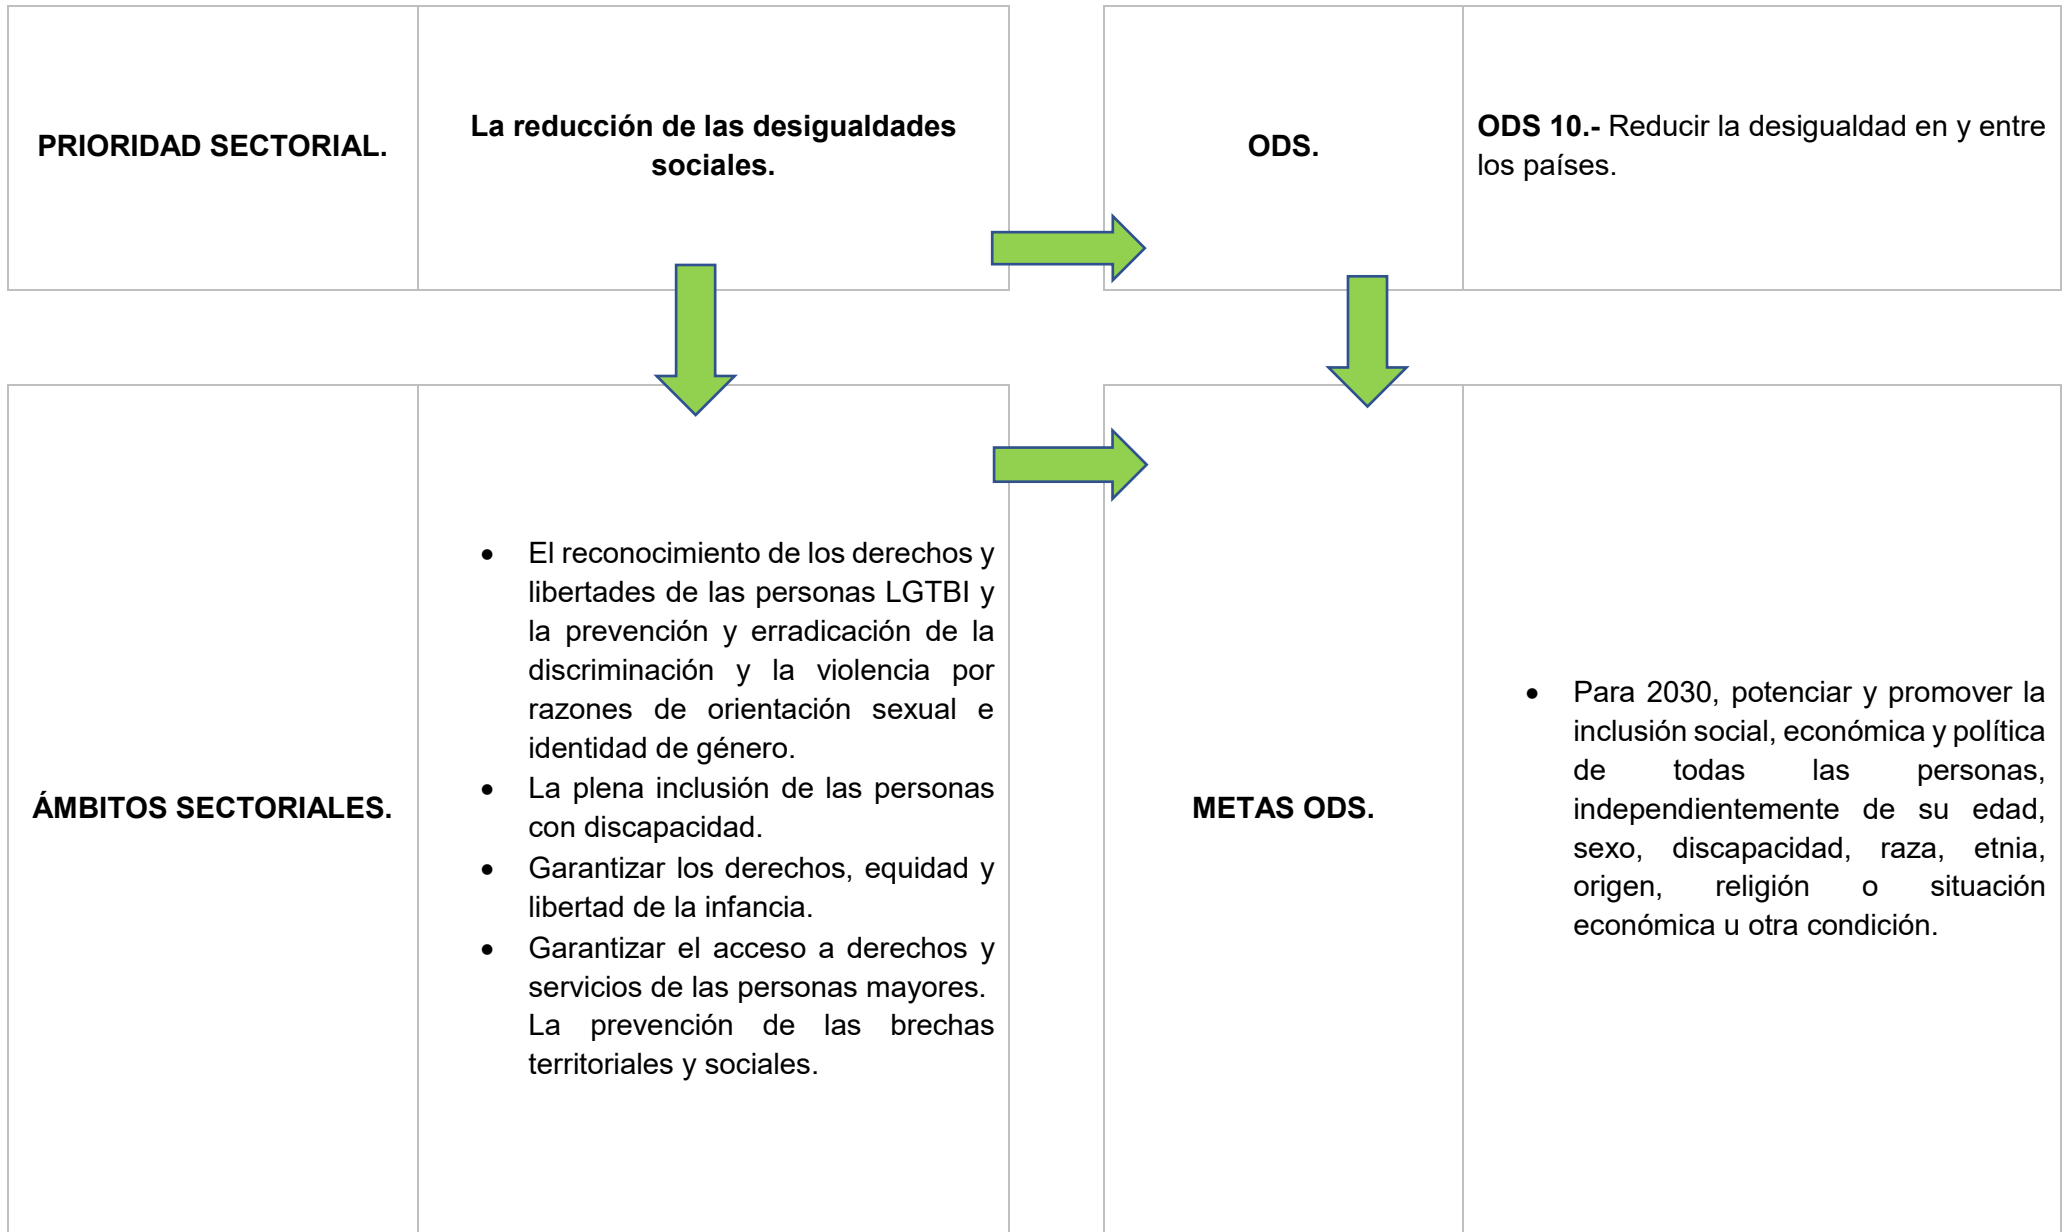 PRIORIDAD SECTORIAL.
La reducción de las desigualdades
sociales.
ODS.
ODS 10.- Reducir la desigualdad en y entre
los países.
ÁMBITOS SECTORIALES.
• El reconocimiento de los derechos y
libertades de las personas LGTBI y
la prevención y erradicación de la
discriminación y la violencia por
razones de orientación sexual e
identidad de género.
• La plena inclusión de las personas
con discapacidad.
• Garantizar los derechos, equidad y
libertad de la infancia.
• Garantizar el acceso a derechos y
servicios de las personas mayores.
La prevención de las brechas
territoriales y sociales.
METAS ODS.
• Para 2030, potenciar y promover la
inclusión social, económica y política
de todas las personas,
independientemente de su edad,
sexo, discapacidad, raza, etnia,
origen, religión o situación
económica u otra condición.